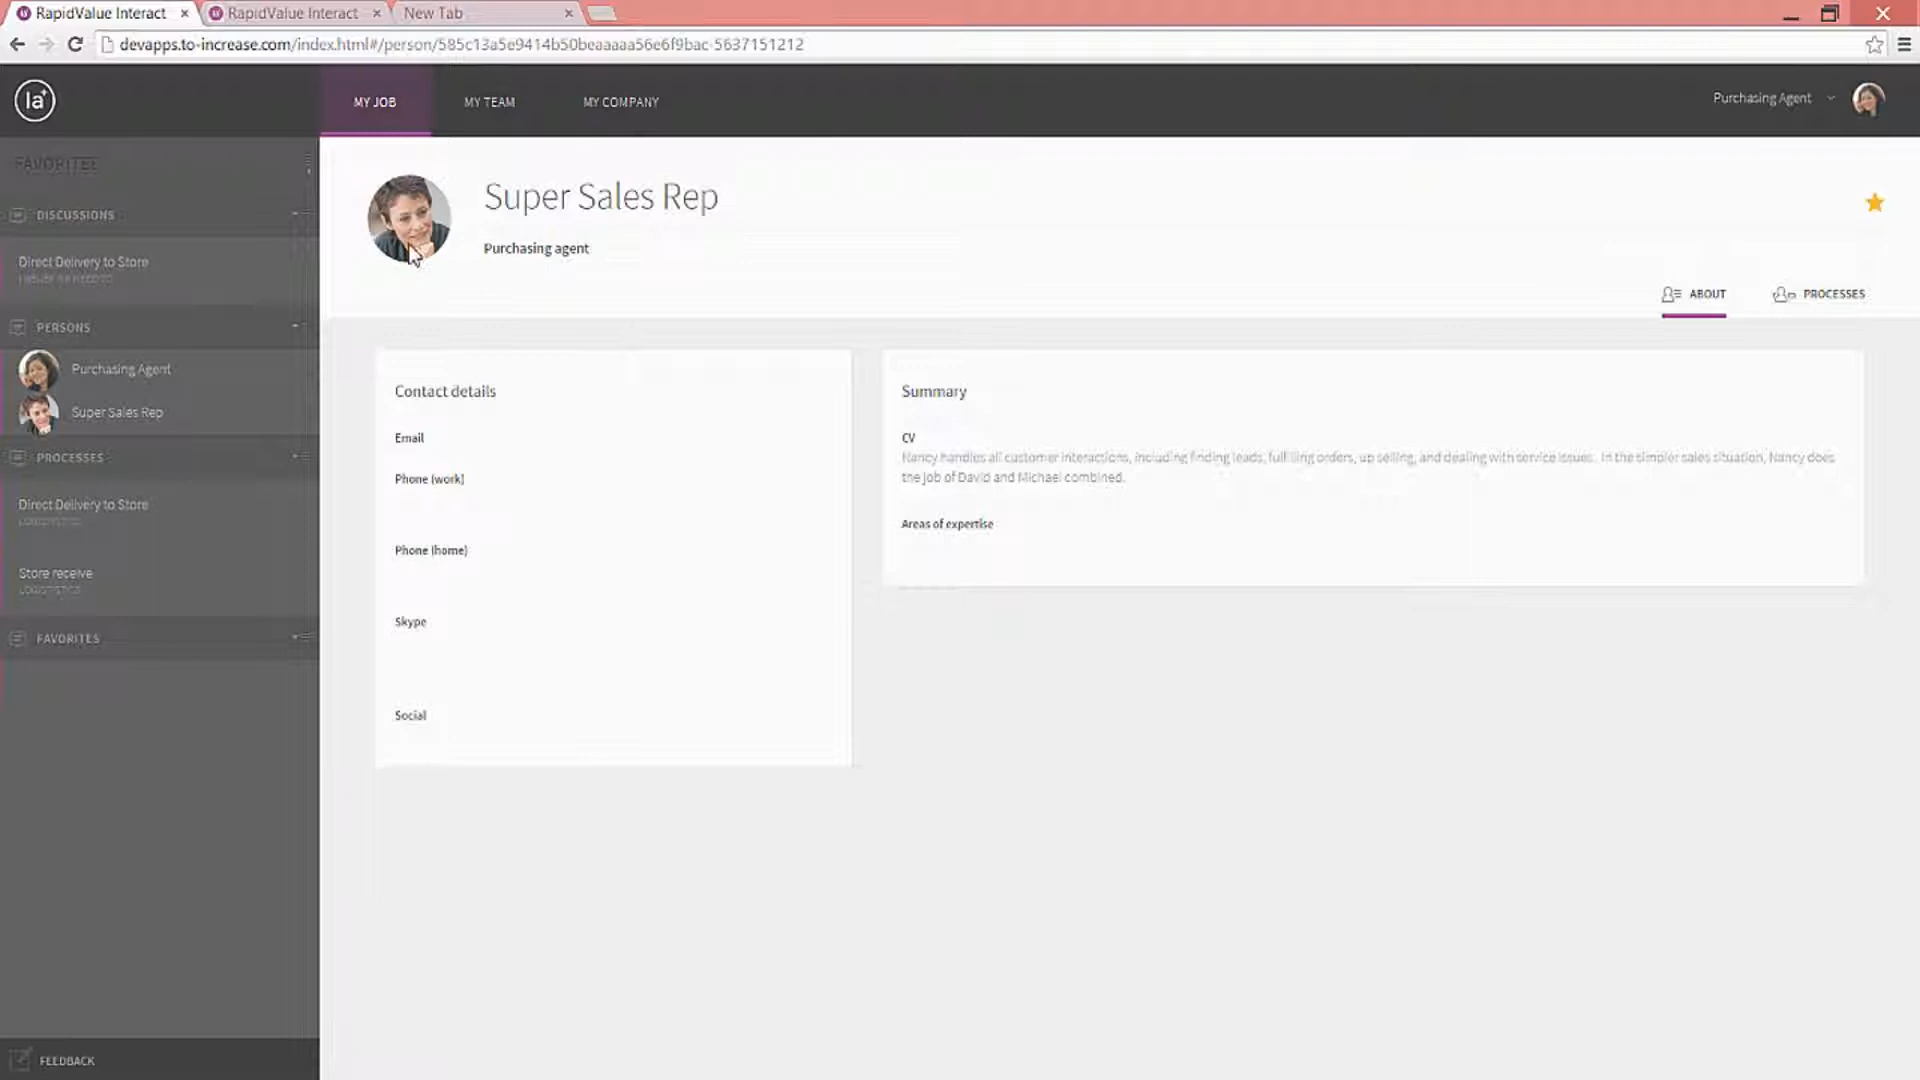 RapidValue Interact
RapidValue Interact
New Tab
devapps.to-increase.com/index.html#/person/585c13a5e9414b50beaaaaa56e6f9bac-5637151212
MY JOB
MY TEAM
MY COMPANY
Purchasing Agent
DISCUSSIONS
Direct Delivery to Store
PERSONS
Purchasing Agent
Super Sales Rep
PROCESSES
Direct Delivery to Store
Store receive
FAVORITES
FEEDBACK
Super Sales Rep
Purchasing agent
ABOUT
PROCESSES
Contact details
Email
Phone (work)
Phone (home)
Skype
Social
Summary
CV
Nancy handles all customer interactions, including finding leads, fulfilling orders, up selling, and dealing with service issues. In the simpler sales situation, Nancy does
the job of David and Michael combined.
Areas of expertise